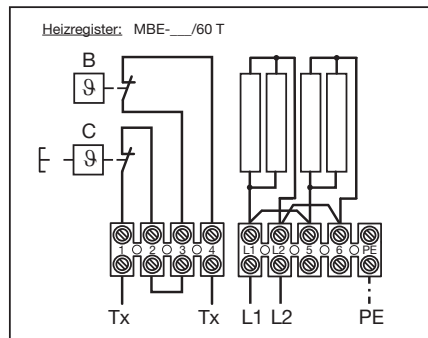 Heizregister: MBE-___/60 T
B
ϑ
C
ϑ
1 2 3 4 L1 L2 5 6 PE
Tx Tx L1 L2 PE